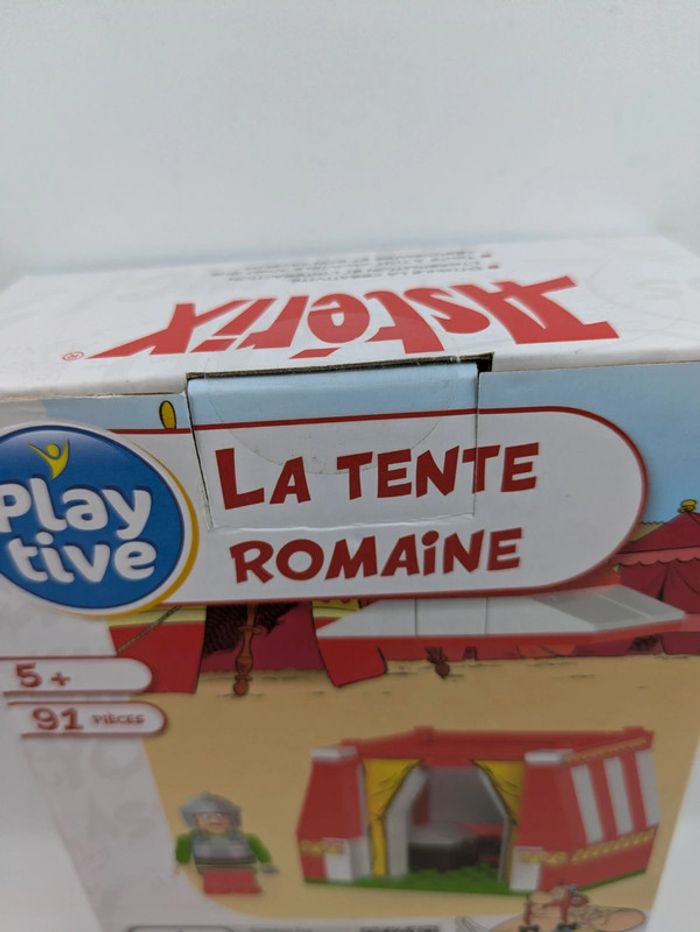 Astérix®
LA TENTE
ROMAiNE
Play
tive
5+
91 PIÈCES